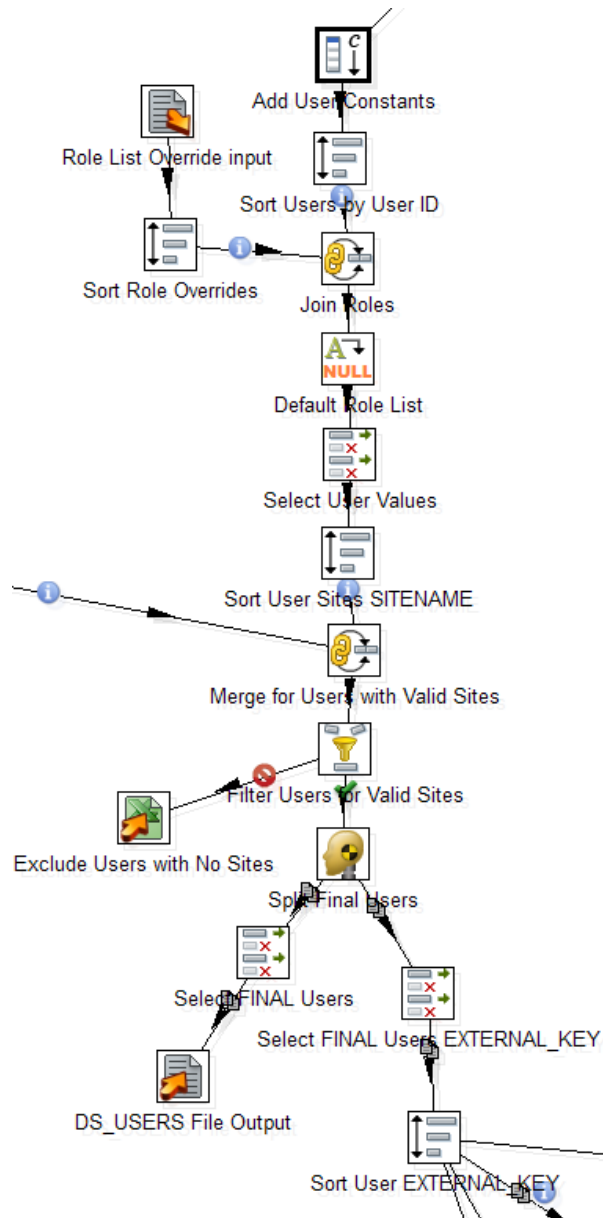 C
Add User Constants
Role List Override input
Sort Users by User ID
Sort Role Overrides
Join Roles
A
NULL
Default Role List
Select User Values
Sort User Sites SITENAME
Merge for Users with Valid Sites
Filter Users for Valid Sites
Exclude Users with No Sites
Split Final Users
Select FINAL Users
Select FINAL Users EXTERNAL_KEY
DS_USERS File Output
Sort User EXTERNAL_KEY